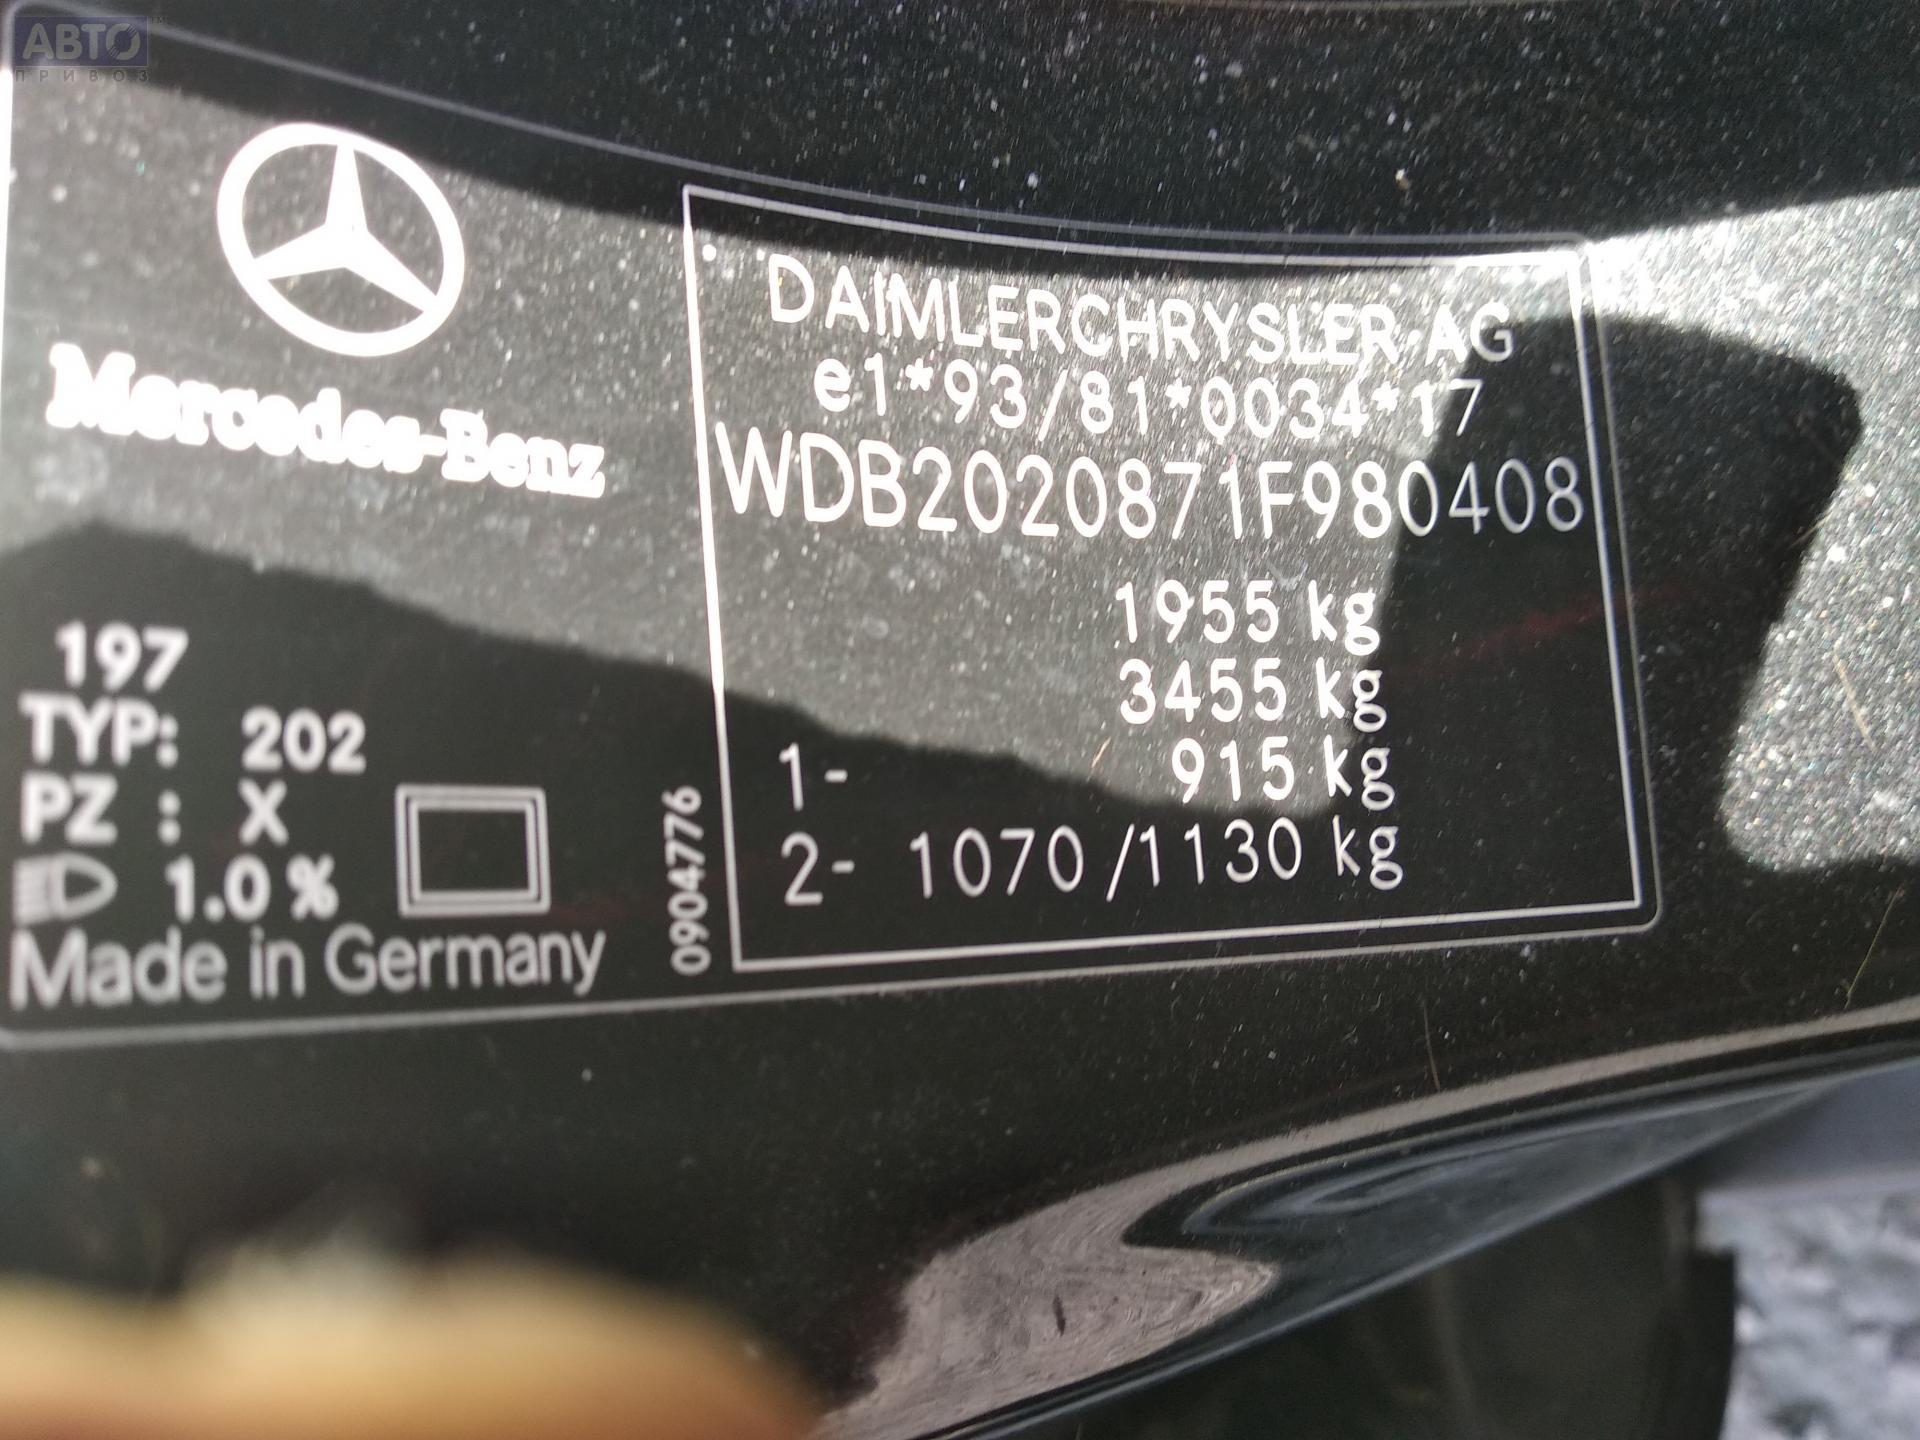 АВТО
ПРИВОЗ
Mercedes-Benz
197
TYP: 202
PZ : X
1.0 %
Made in Germany
0904776
DAIMLERCHRYSLER AG
e1*93/81*0034*17
WDB2020871F980408
1955 kg
3455 kg
1- 915 kg
2- 1070/1130 kg